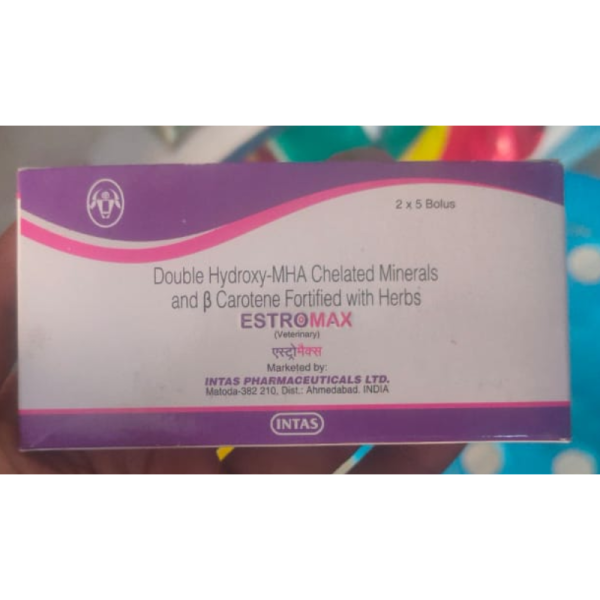 2 x 5 Bolus
Double Hydroxy-MHA Chelated Minerals
and β Carotene Fortified with Herbs
ESTROMAX
(Veterinary)
एस्ट्रोमैक्स
Marketed by:
INTAS PHARMACEUTICALS LTD.
Matoda-382 210, Dist.: Ahmedabad. INDIA
INTAS